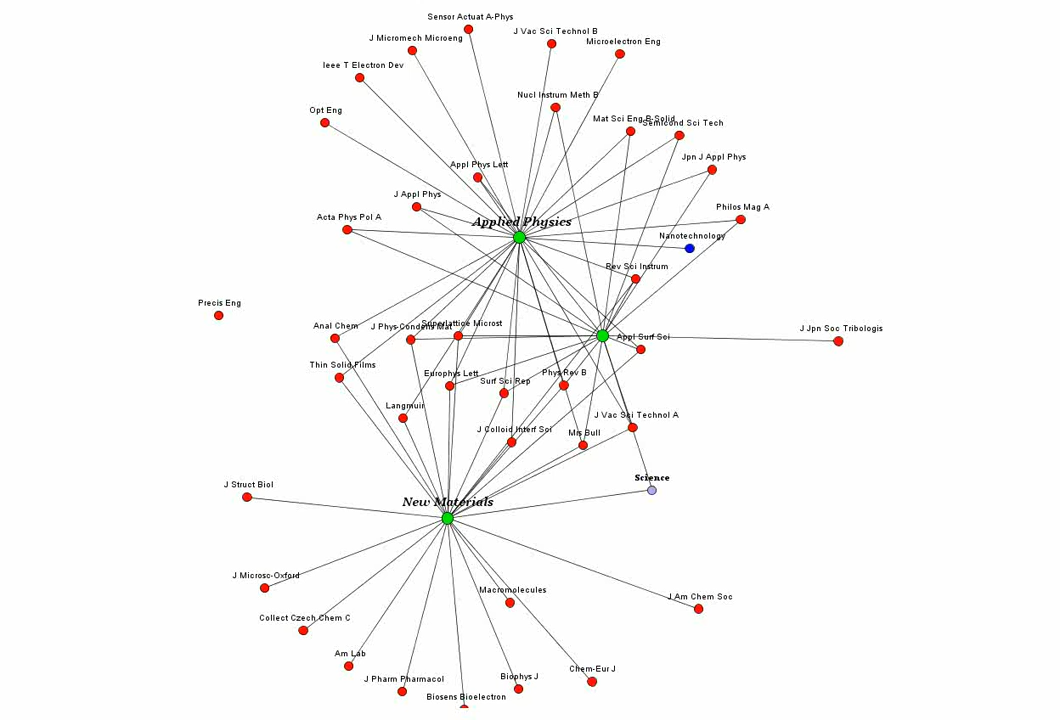 Sensor Actuat A-Phys
J Vac Sci Technol B
J Micromech Microeng
Microelectron Eng
Ieee T Electron Dev
Nucl Instrum Meth B
Opt Eng
Mat Sci Eng B-Solid
Semicond Sci Tech
Jpn J Appl Phys
Appl Phys Lett
J Appl Phys
Philos Mag A
Acta Phys Pol A
Applied Physics
Nanotechnology
Rev Sci Instrum
Precis Eng
Anal Chem
J Phys-Condens Mat
Superlattice Microst
J Jpn Soc Tribologis
Appl Surf Sci
Thin Solid Films
Europhys Lett
Surf Sci Rep
Phys Rev B
Langmuir
J Vac Sci Technol A
J Colloid Interf Sci
Mrs Bull
Science
J Struct Biol
New Materials
J Microsc-Oxford
Macromolecules
J Am Chem Soc
Collect Czech Chem C
Am Lab
Chem-Eur J
J Pharm Pharmacol
Biophys J
Biosens Bioelectron